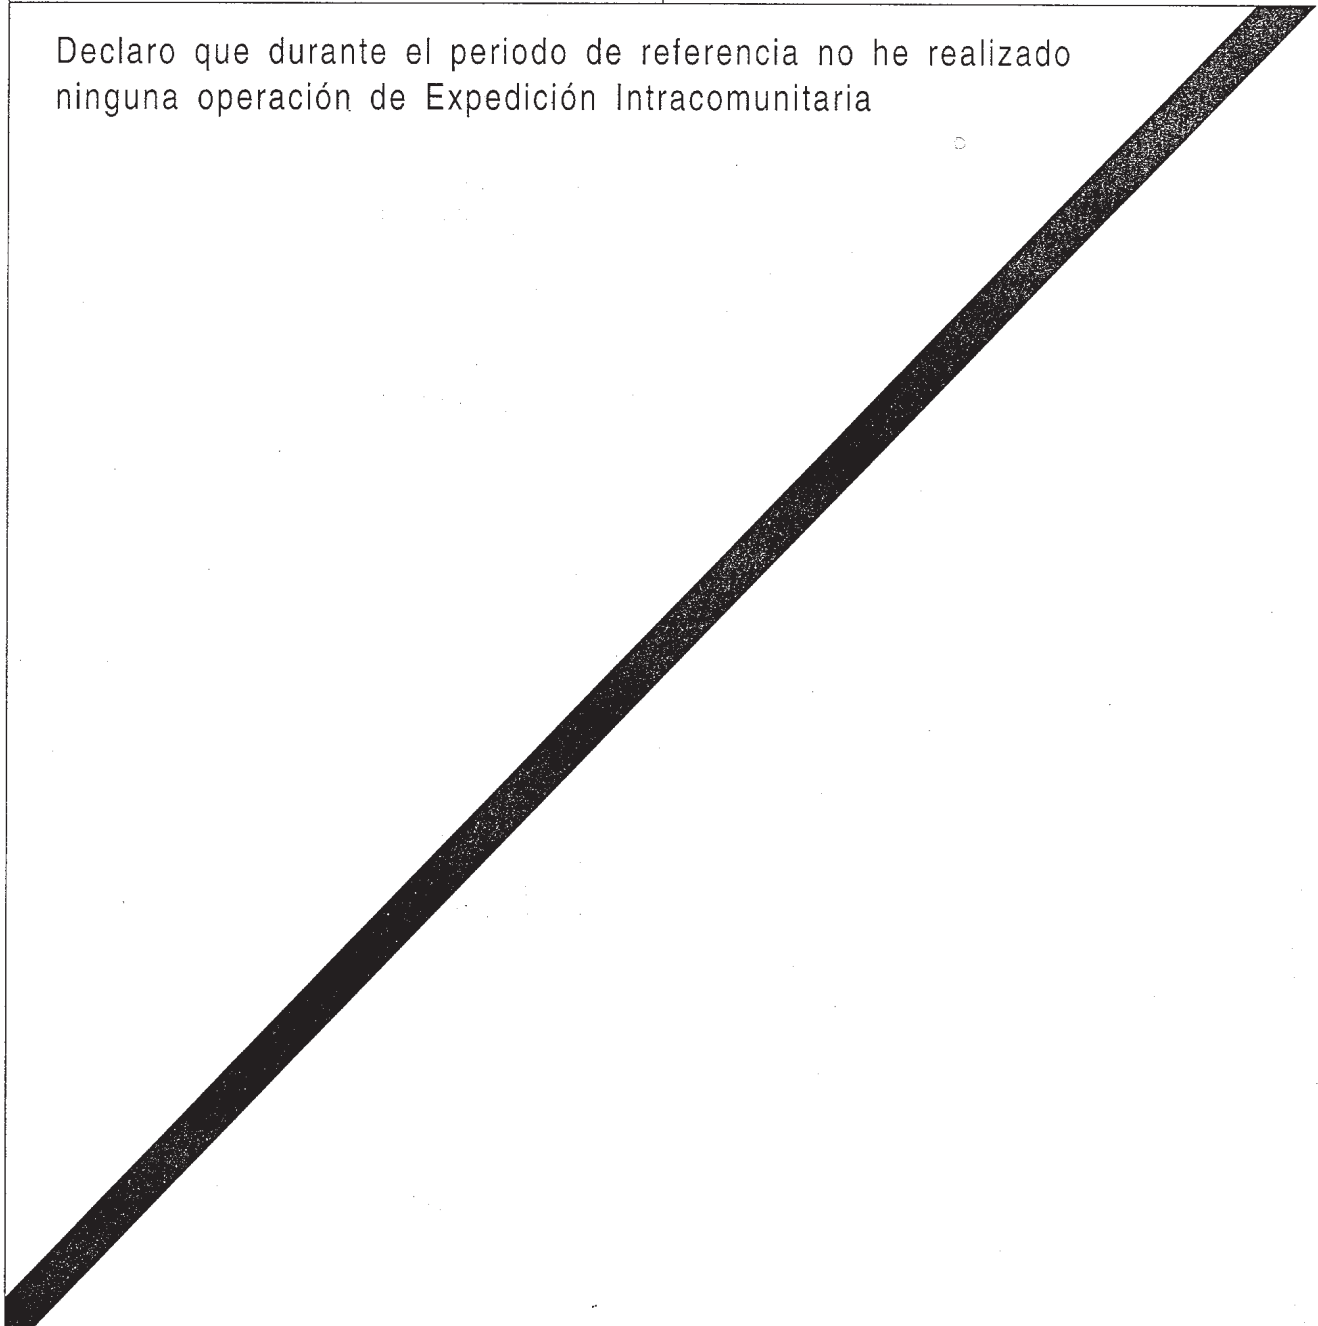 Declaro que durante el periodo de referencia no he realizado
ninguna operación de Expedición Intracomunitaria